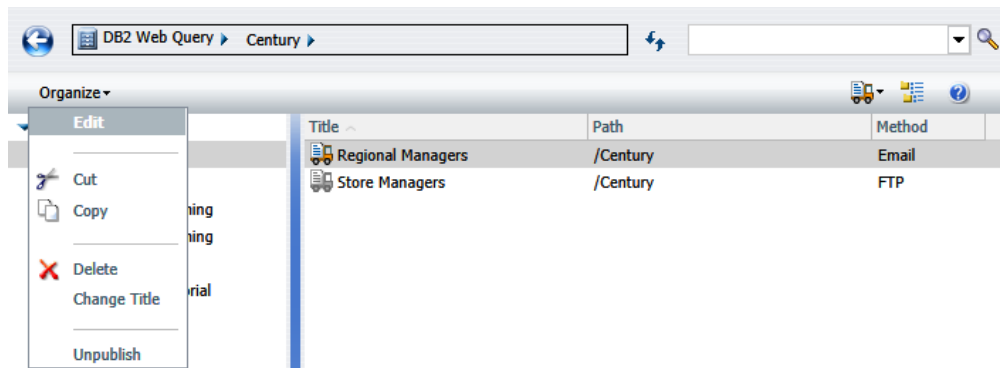 DB2 Web Query Century
Organize
Edit
Title Path Method
Regional Managers /Century Email
Cut Store Managers /Century FTP
Copy ning
ning
Delete
Change Title rial
Unpublish